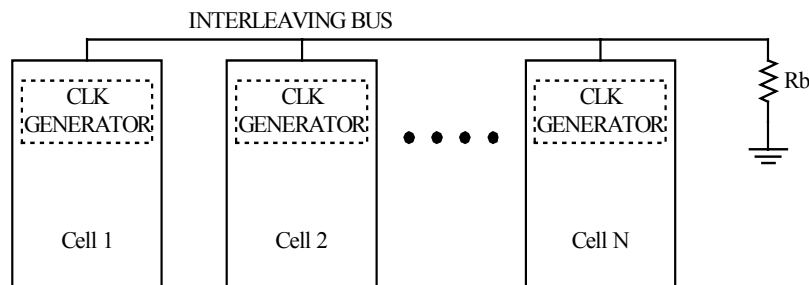 INTERLEAVING BUS
CLK
GENERATOR
CLK
GENERATOR
CLK
GENERATOR
Rb
Cell 1
Cell 2
Cell N